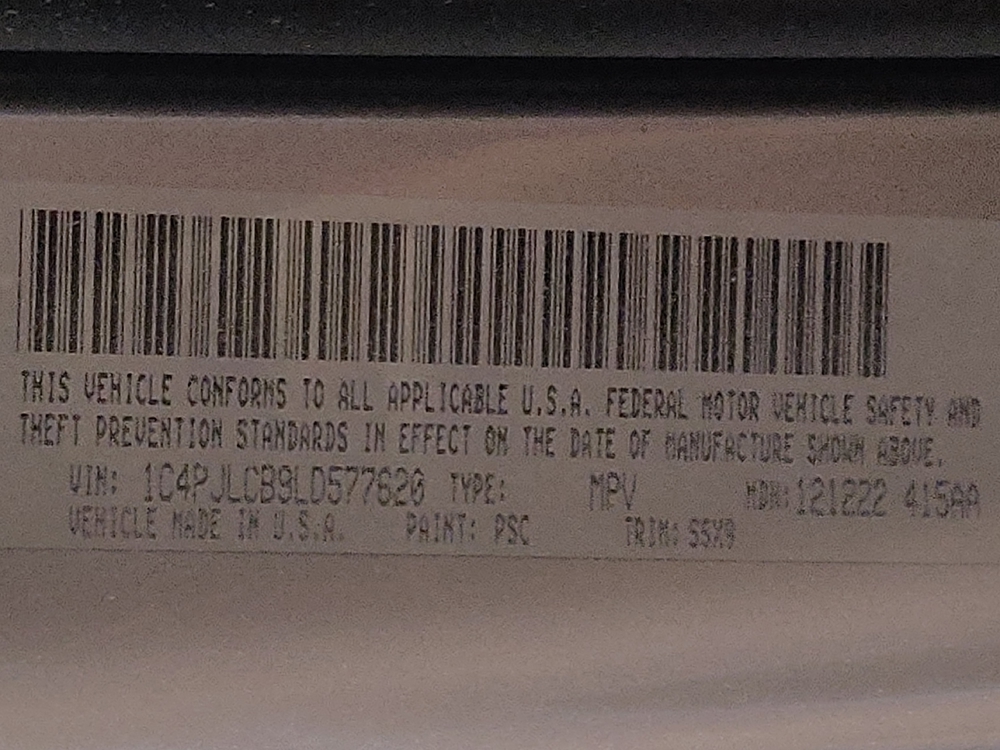 THIS VEHICLE CONFORMS TO ALL APPLICABLE U.S.A. FEDERAL MOTOR VEHICLE SAFETY AND
THEFT PREVENTION STANDARDS IN EFFECT ON THE DATE OF MANUFACTURE SHOWN ABOVE.
VIN: 1C4PJLCB9LD577620 TYPE: MPV MDH: 121222 415AA
VEHICLE MADE IN U.S.A. PAINT: PSC TRIM: S5X9